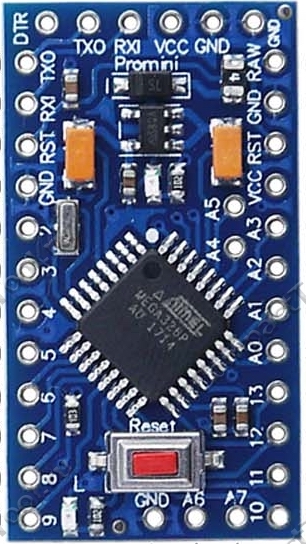 DTR
TXO RXI VCC GND
GND
Promini
TXO
RAW
RXI
GND
RST
RST
GND
VCC
2
A5
A3
3
A4
A2
4
A1
ATMEL
MEGA328P
AU 1714
5
A0
6
13
7
12
Reset
8
L
11
9
GND A6 A7
10